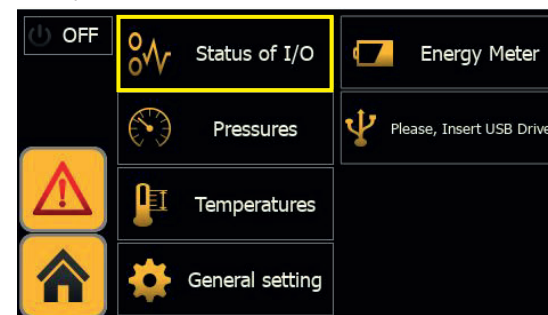 OFF
Status of I/O
Pressures
Temperatures
General setting
Energy Meter
Please, Insert USB Drive